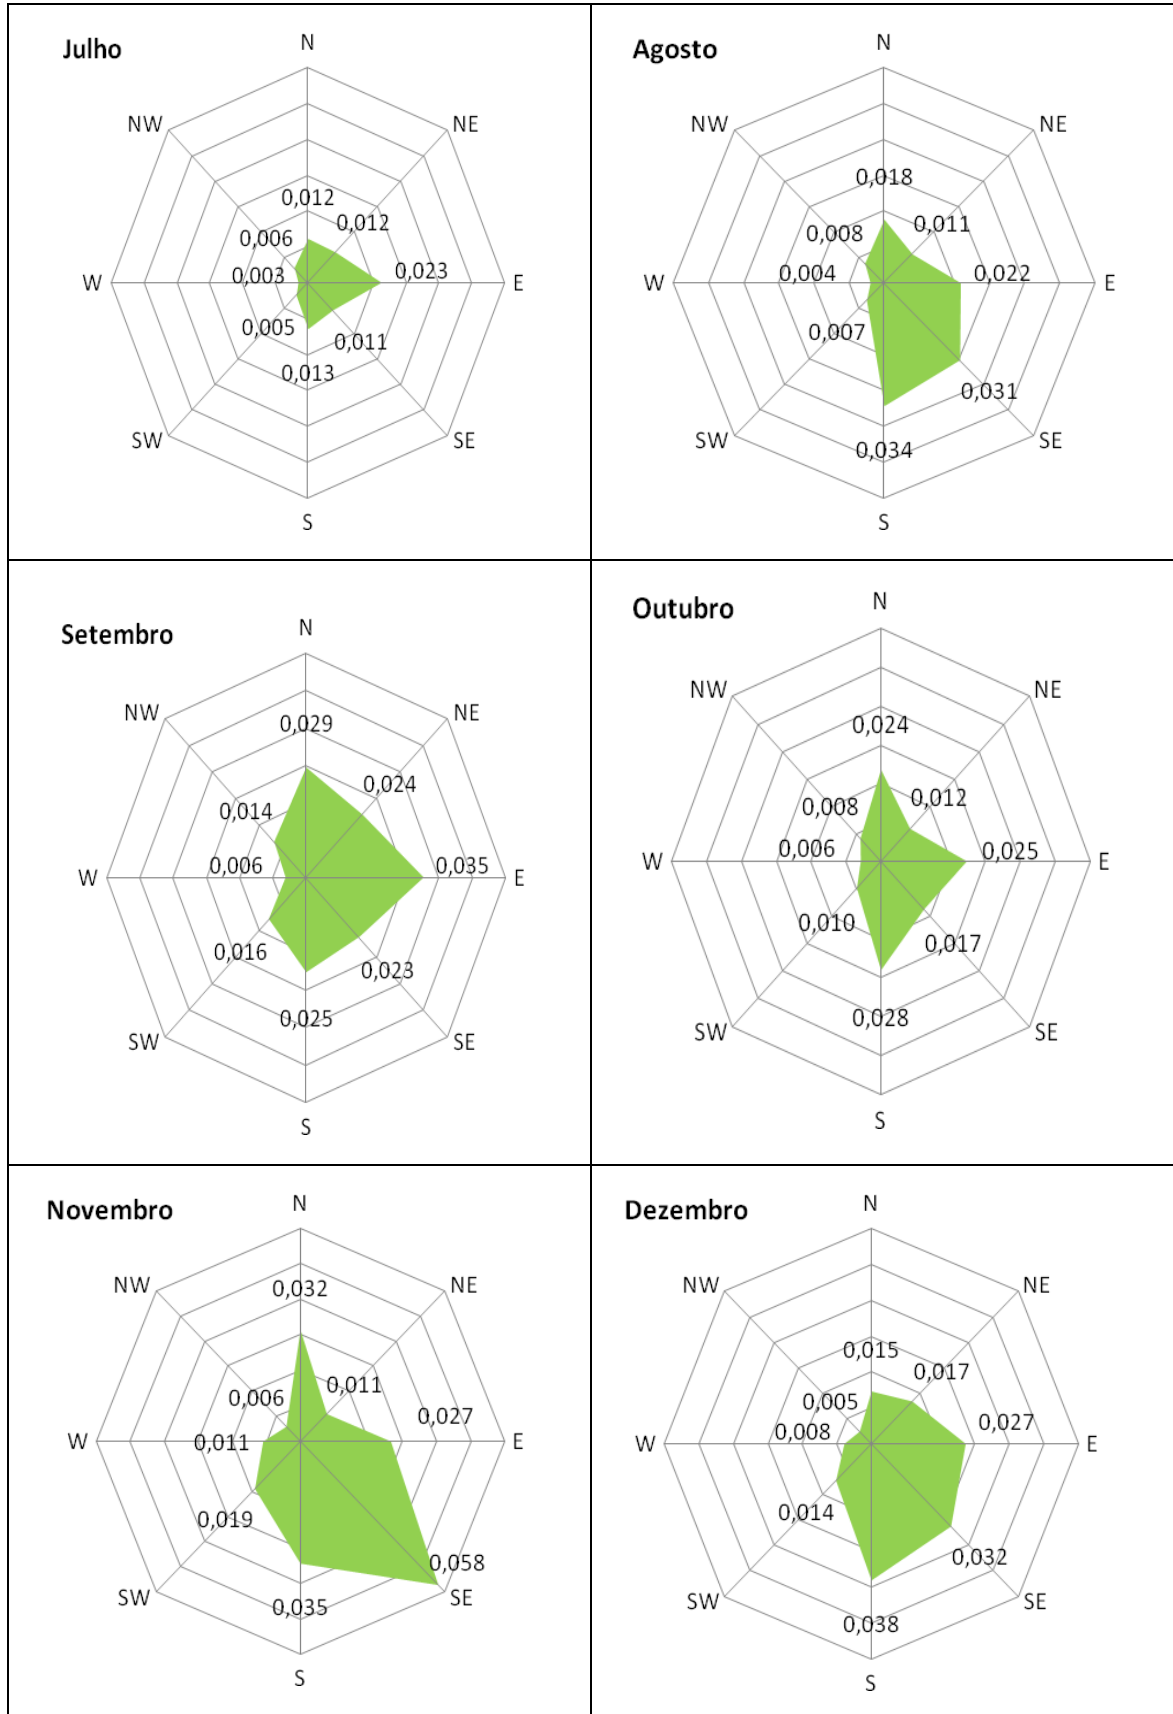 Julho
N
NW
NE
0,012
0,012
0,006
0,003
0,023
W
E
0,005
0,011
0,013
SW
SE
S
Agosto
N
NW
NE
0,018
0,011
0,008
0,004
0,022
W
E
0,007
0,031
0,034
SW
SE
S
Setembro
N
NW
NE
0,029
0,024
0,014
0,006
0,035
W
E
0,016
0,023
0,025
SW
SE
S
Outubro
N
NW
NE
0,024
0,012
0,008
0,006
0,025
W
E
0,010
0,017
0,028
SW
SE
S
Novembro
N
NW
NE
0,032
0,011
0,006
0,011
0,027
W
E
0,019
0,058
0,035
SW
SE
S
Dezembro
N
NW
NE
0,015
0,017
0,005
0,008
0,027
W
E
0,014
0,032
0,038
SW
SE
S